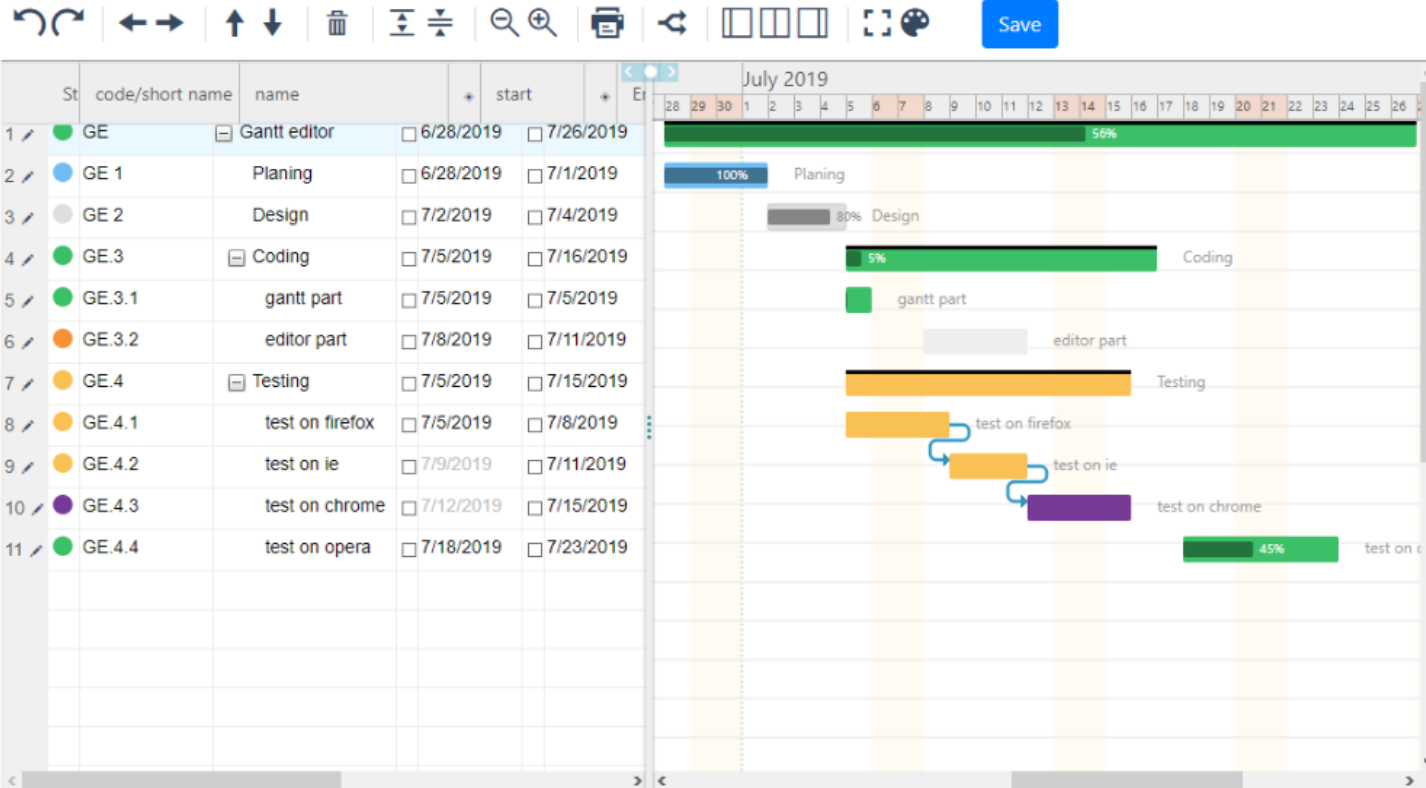 Save
July 2019
St code/short name name start
28 29 30 1 2 3 4 5 6 7 8 9 10 11 12 13 14 15 16 17 18 19 20 21 22 23 24 25 26
1 GE Gantt editor 6/28/2019 7/26/2019 56%
2 GE 1 Planing 6/28/2019 7/1/2019 100% Planing
3 GE 2 Design 7/2/2019 7/4/2019 80% Design
4 GE.3 Coding 7/5/2019 7/16/2019 5% Coding
5 GE.3.1 gantt part 7/5/2019 7/5/2019 gantt part
6 GE.3.2 editor part 7/8/2019 7/11/2019 editor part
7 GE.4 Testing 7/5/2019 7/15/2019 Testing
8 GE.4.1 test on firefox 7/5/2019 7/8/2019 test on firefox
9 GE.4.2 test on ie 7/9/2019 7/11/2019 test on ie
10 GE.4.3 test on chrome 7/12/2019 7/15/2019 test on chrome
11 GE.4.4 test on opera 7/18/2019 7/23/2019 45% test on